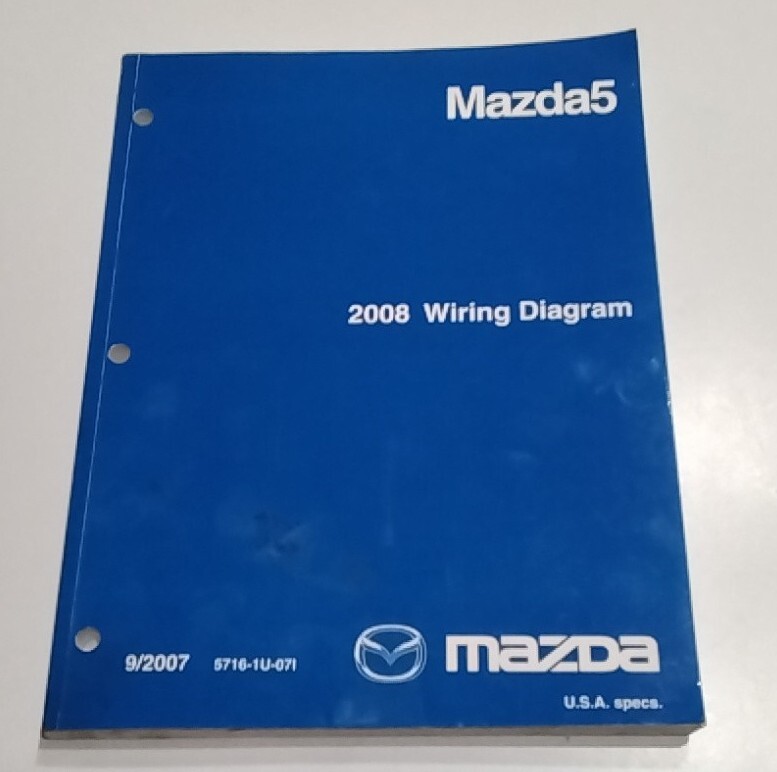 Mazda5
2008 Wiring Diagram
9/2007 5716-1U-07I
mazda
U.S.A. specs.